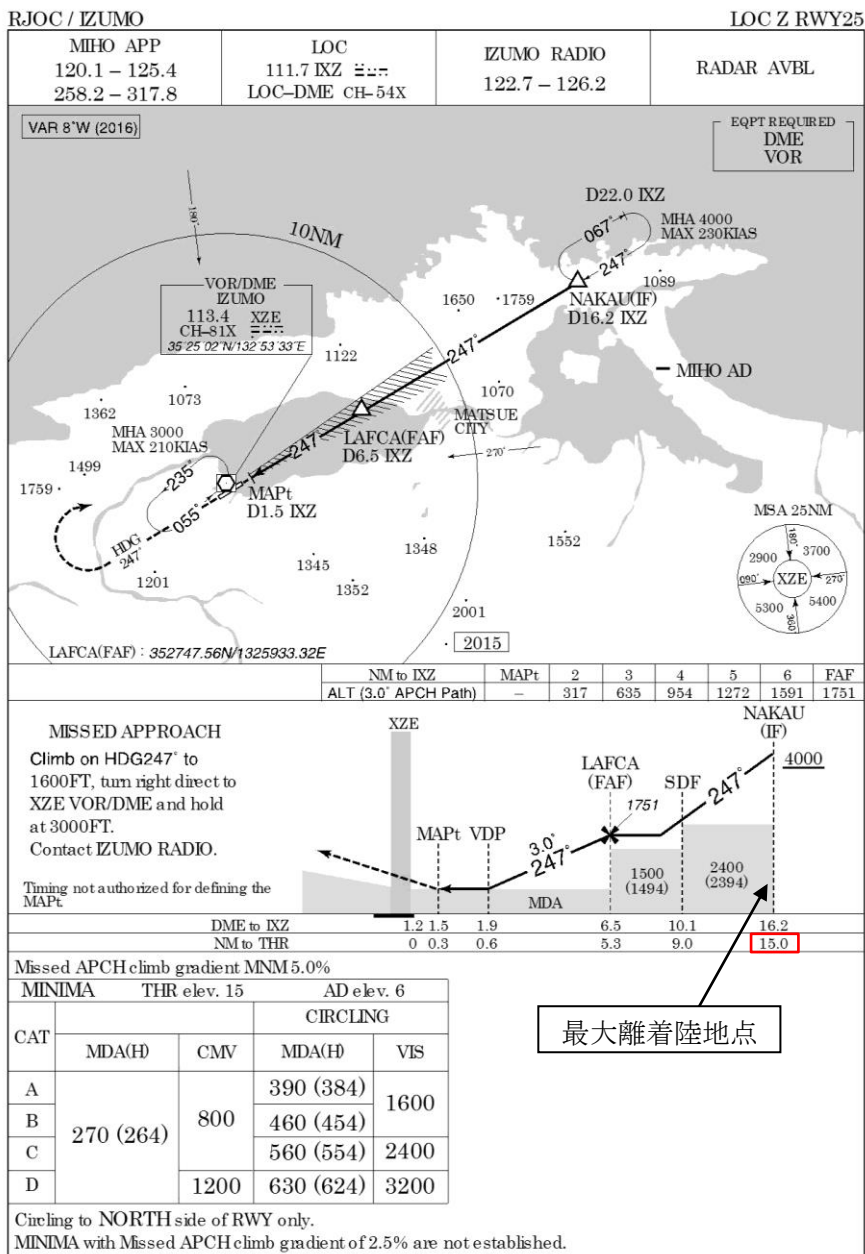 RJOC / IZUMO LOC Z RWY25
MIHO APP
120.1 – 125.4
258.2 – 317.8
LOC
111.7 IXZ
LOC–DME CH–54X
IZUMO RADIO
122.7 – 126.2
RADAR AVBL
VAR 8°W (2016)
EQPT REQUIRED
DME
VOR
180°
10NM
D22.0 IXZ
067°
MHA 4000
MAX 230KIAS
247°
1089
NAKAU(IF)
D16.2 IXZ
VOR/DME
IZUMO
113.4 XZE
CH–81X
35 25 02 N/132 53 33 E
1650
1759
247°
1122
MIHO AD
1070
1073
1362
MATSUE
CITY
LAFCA(FAF)
D6.5 IXZ
MHA 3000
MAX 210KIAS
247°
270°
1499
235°
1759
MAPt
D1.5 IXZ
055°
HDG
247°
1201
1345
1352
1348
1552
2001
2015
MSA 25NM
180°
2900
3700
090°
XZE
270°
5300
5400
360°
LAFCA(FAF) : 352747.56N/1325933.32E
NM to IXZ MAPt 2 3 4 5 6 FAF
ALT (3.0° APCH Path) – 317 635 954 1272 1591 1751
MISSED APPROACH
Climb on HDG247° to
1600FT, turn right direct to
XZE VOR/DME and hold
at 3000FT.
Contact IZUMO RADIO.
Timing not authorized for defining the
MAPt.
XZE
NAKAU
(IF)
4000
LAFCA
(FAF)
SDF
247°
1751
MAPt VDP
3.0°
247°
1500
(1494)
2400
(2394)
MDA
DME to IXZ 1.2 1.5 1.9 6.5 10.1 16.2
NM to THR 0 0.3 0.6 5.3 9.0 15.0
Missed APCH climb gradient MNM 5.0%
MINIMA THR elev. 15 AD elev. 6
CAT
CIRCLING
MDA(H) CMV MDA(H) VIS
A 270 (264) 800 390 (384) 1600
B 460 (454)
C 560 (554) 2400
D 1200 630 (624) 3200
最大離着陸地点
Circling to NORTH side of RWY only.
MINIMA with Missed APCH climb gradient of 2.5% are not established.